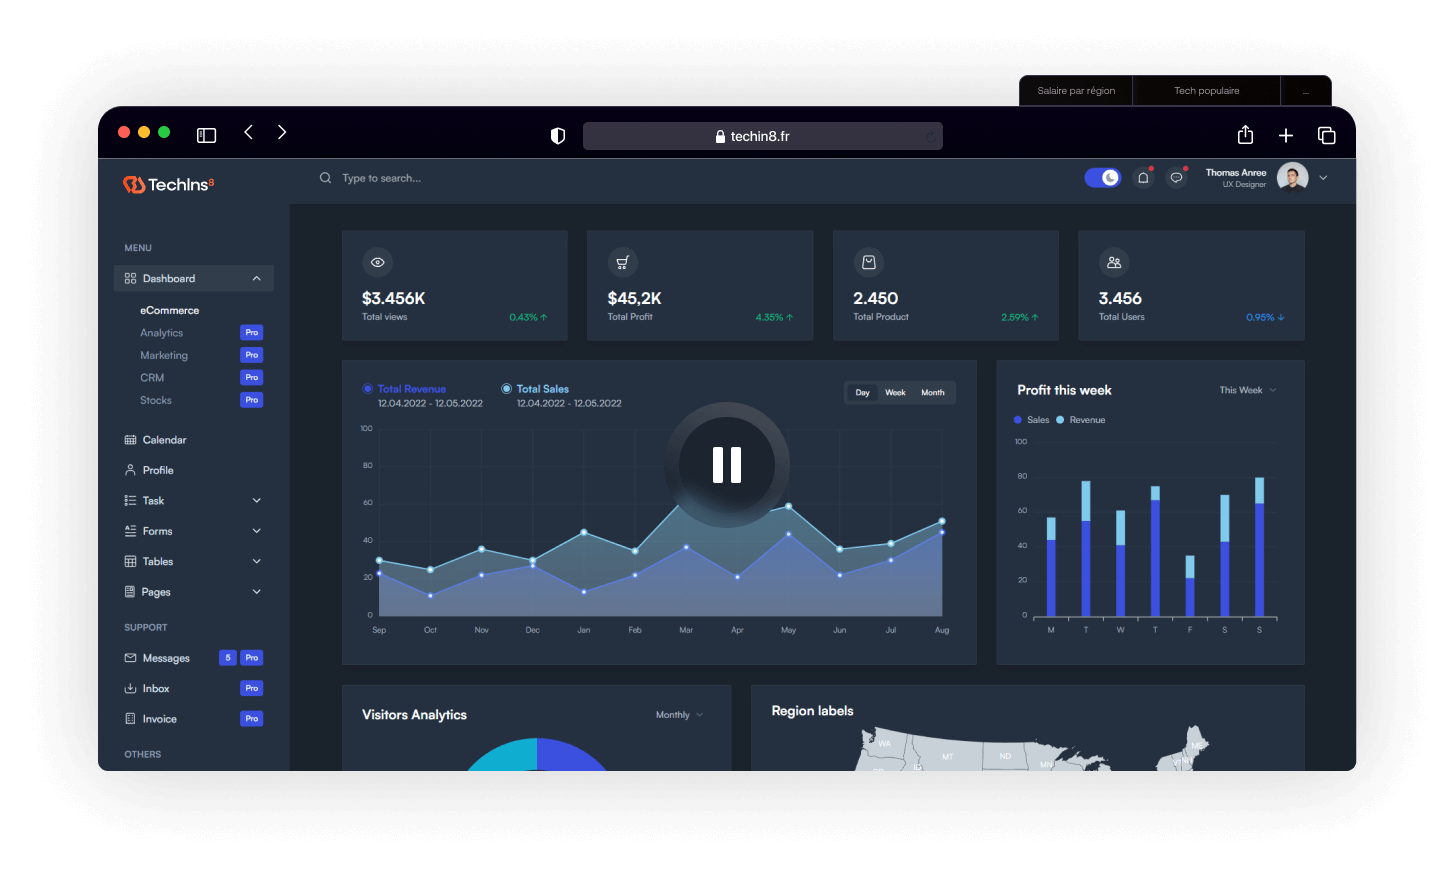 Salaire par région
Tech populaire
...
techin8.fr
TechIns8
Type to search...
Thomas Anree
UX Designer
MENU
Dashboard
eCommerce
Analytics Pro
Marketing Pro
CRM Pro
Stocks Pro
Calendar
Profile
Task
Forms
Tables
Pages
SUPPORT
Messages 5 Pro
Inbox Pro
Invoice Pro
OTHERS
$3.456K
Total views 0.43%
$45,2K
Total Profit 4.35%
2.450
Total Product 2.59%
3.456
Total Users 0.95%
Total Revenue
12.04.2022 - 12.05.2022
Total Sales
12.04.2022 - 12.05.2022
Day Week Month
100
80
60
40
20
0
Sep Oct Nov Dec Jan Feb Mar Apr May Jun Jul Aug
Profit this week
This Week
Sales Revenue
100
80
60
40
20
0
M T W T F S S
Visitors Analytics
Monthly
Region labels
WA
MT
ND
MN
ID
ME